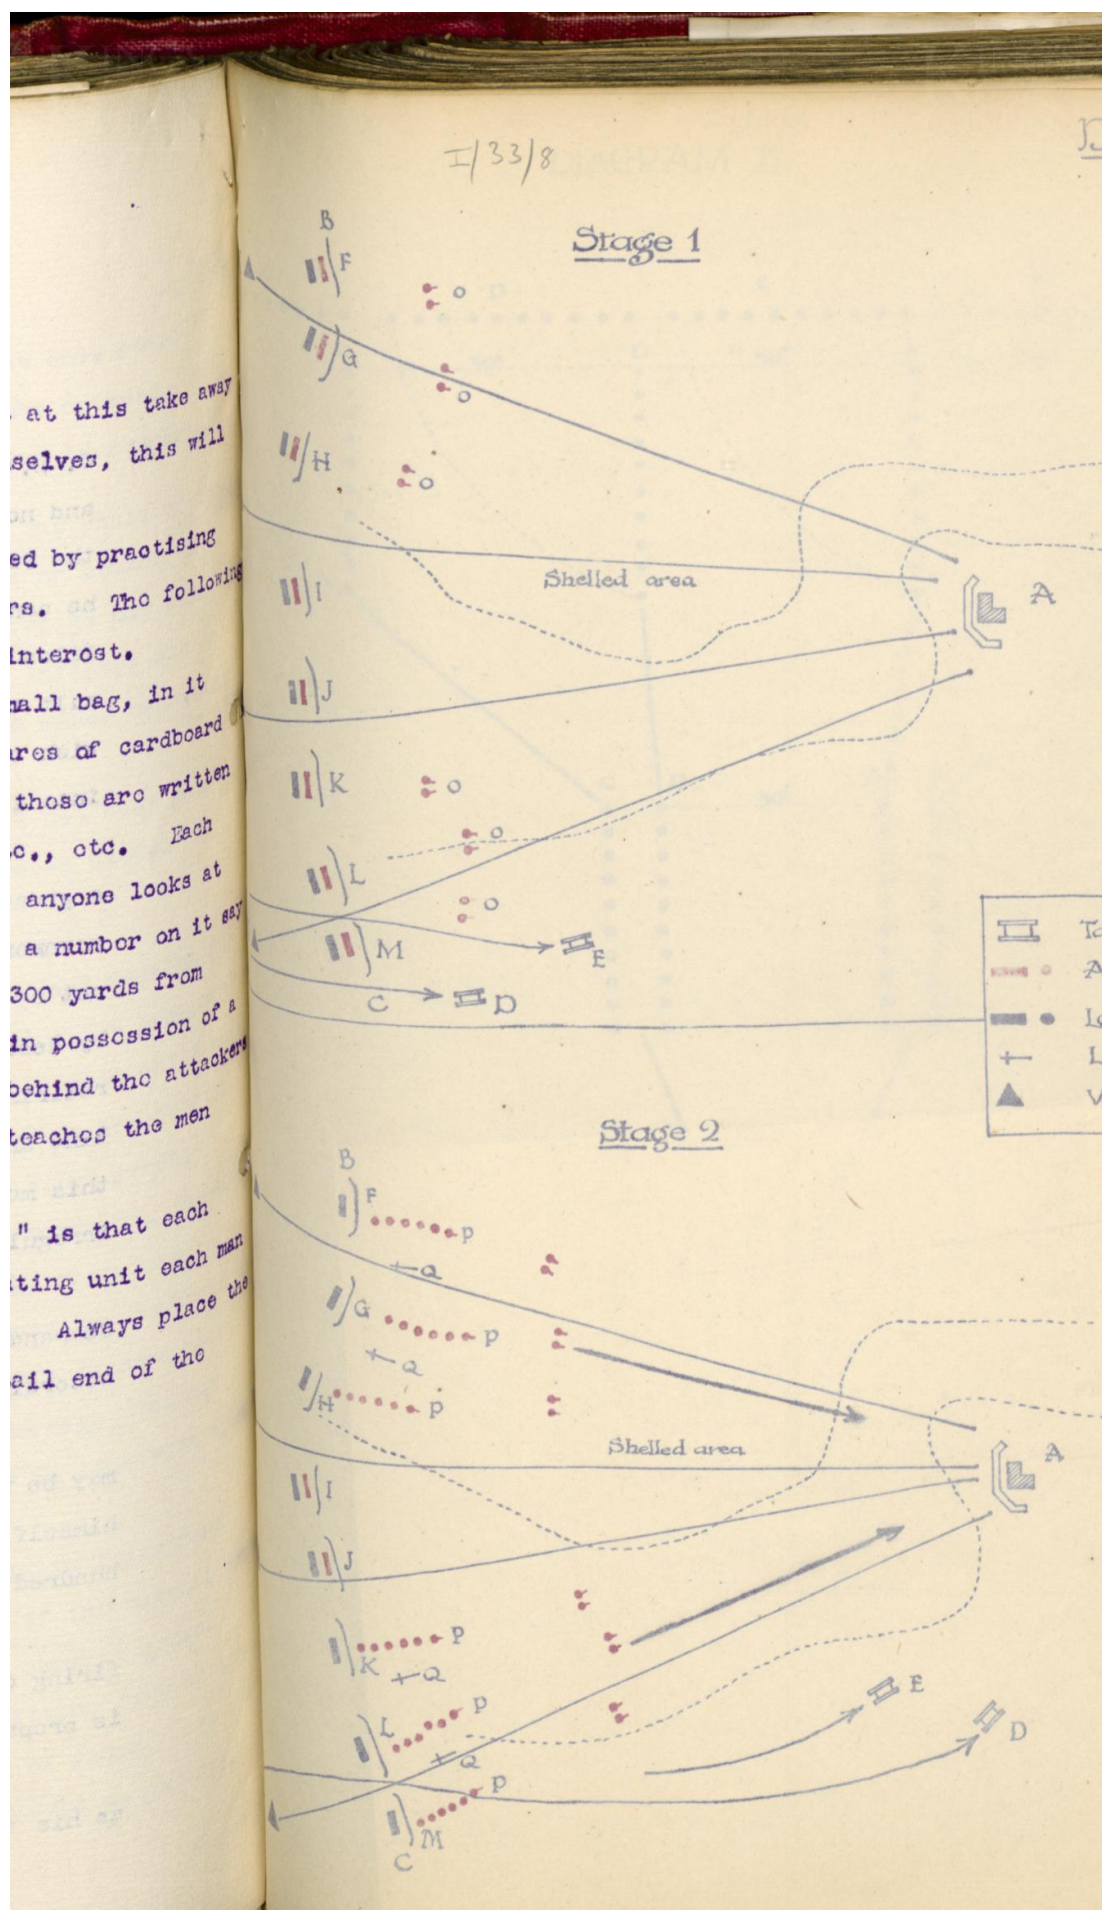 at this take away
selves, this will
ed by practising
rs. The following
interest.
mall bag, in it
ares of cardboard
those are written
c., etc. Each
anyone looks at
a number on it say
300 yards from
in possession of a
behind the attackers
teaches the men
" is that each
ting unit each man
Always place the
ail end of the
I/33/8
Stage 1
B
F
o
G
o
H
o
I
Shelled area
A
J
K
o
o
L
o
M
E
C
D
Stage 2
B
F
p
Q
G
p
Q
H
p
Shelled area
A
I
J
K
p
Q
L
p
Q
E
D
p
M
C